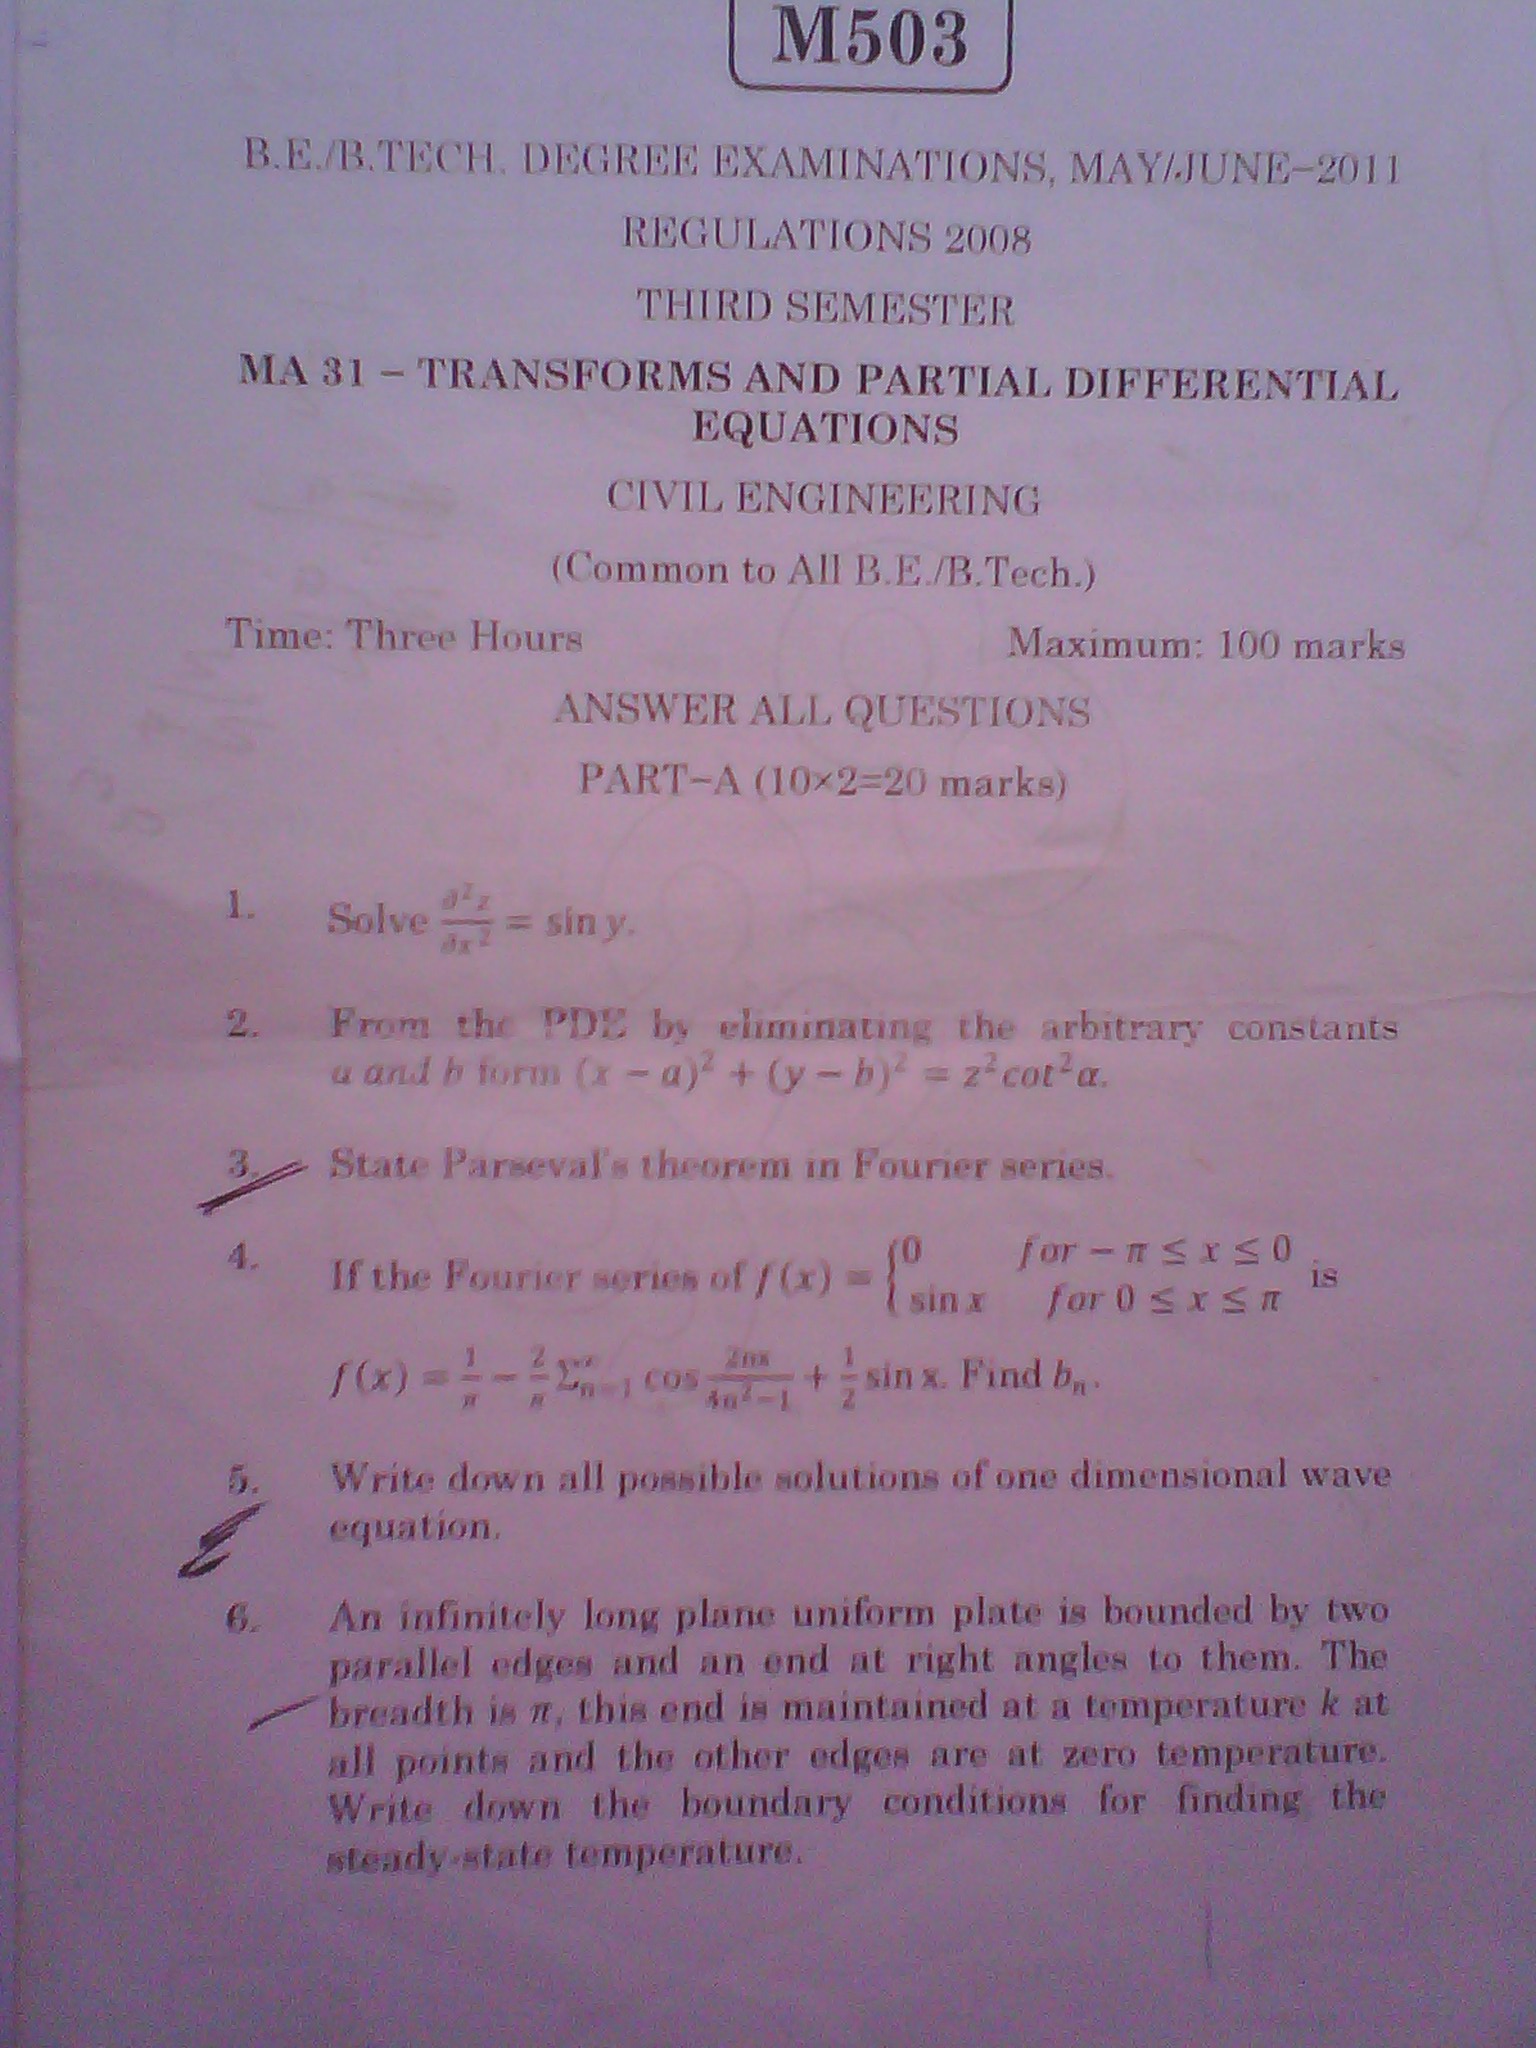 M503
B.E./B.TECH. DEGREE EXAMINATIONS, MAY/JUNE–2011
REGULATIONS 2008
THIRD SEMESTER
MA 31 – TRANSFORMS AND PARTIAL DIFFERENTIAL
EQUATIONS
CIVIL ENGINEERING
(Common to All B.E./B.Tech.)
Time: Three Hours Maximum: 100 marks
ANSWER ALL QUESTIONS
PART–A (10×2=20 marks)
1. Solve ∂²z/∂x² = sin y.
2. From the PDE by eliminating the arbitrary constants
a and b form (x − a)² + (y − b)² = z²cot²α.
3. State Parseval's theorem in Fourier series.
4. If the Fourier series of f(x) = {0 for − π ≤ x ≤ 0
sin x for 0 ≤ x ≤ π is
f(x) = 1/π − 2/π Σ∞n=1 cos 2nx/4n²−1 + 1/2 sin x. Find bₙ.
5. Write down all possible solutions of one dimensional wave
equation.
6. An infinitely long plane uniform plate is bounded by two
parallel edges and an end at right angles to them. The
breadth is π, this end is maintained at a temperature k at
all points and the other edges are at zero temperature.
Write down the boundary conditions for finding the
steady-state temperature.